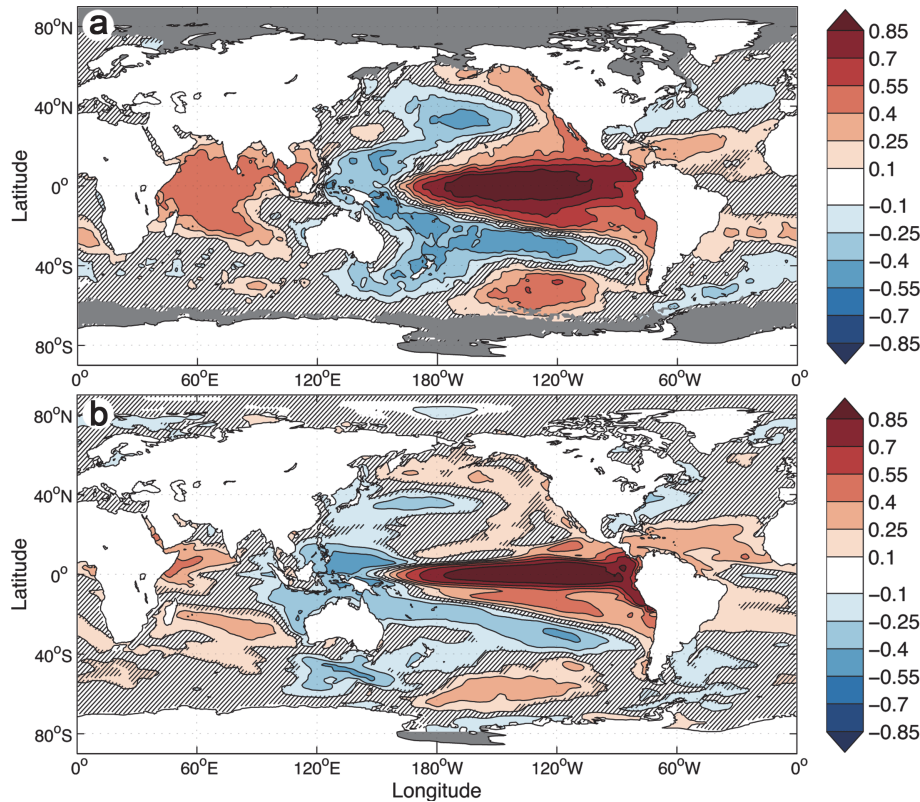 a
80°N
40°N
0°
40°S
80°S
Latitude
0°
60°E
120°E
180°W
120°W
60°W
0°
0.85
0.7
0.55
0.4
0.25
0.1
−0.1
−0.25
−0.4
−0.55
−0.7
−0.85
b
80°N
40°N
0°
40°S
80°S
Latitude
0°
60°E
120°E
180°W
120°W
60°W
0°
Longitude
0.85
0.7
0.55
0.4
0.25
0.1
−0.1
−0.25
−0.4
−0.55
−0.7
−0.85